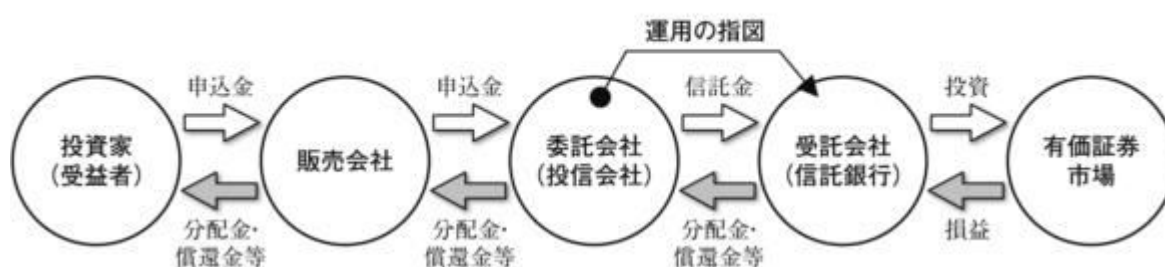 運用の指図
申込金
申込金
信託金
投資
投資家
（受益者）
販売会社
委託会社
（投信会社）
受託会社
（信託銀行）
有価証券
市場
分配金・
償還金等
分配金・
償還金等
分配金・
償還金等
損益